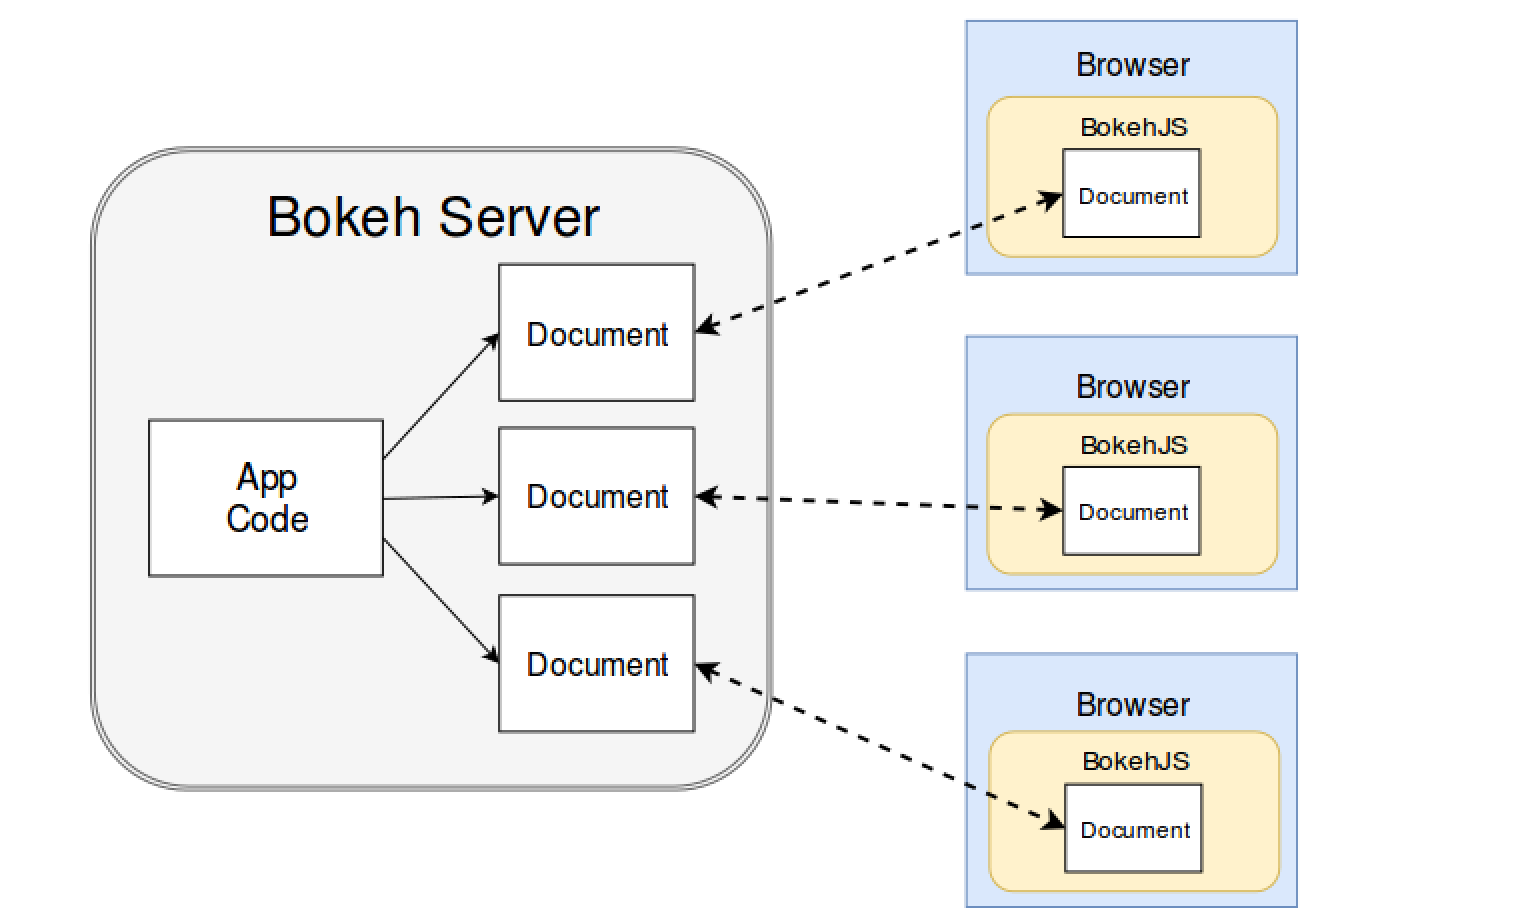 Bokeh Server
App
Code
Document
Document
Document
Browser
BokehJS
Document
Browser
BokehJS
Document
Browser
BokehJS
Document